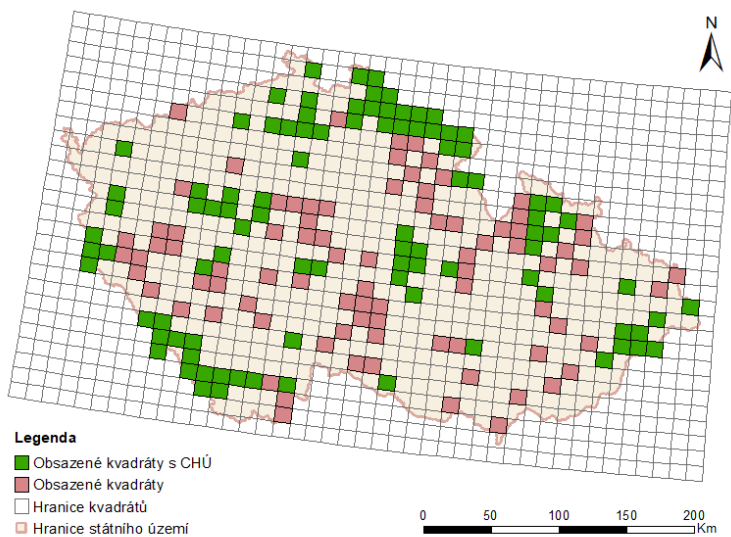 N
Legenda
Obsazené kvadráty s CHÚ
Obsazené kvadráty
Hranice kvadrátů
Hranice státního území
0 50 100 150 200
Km